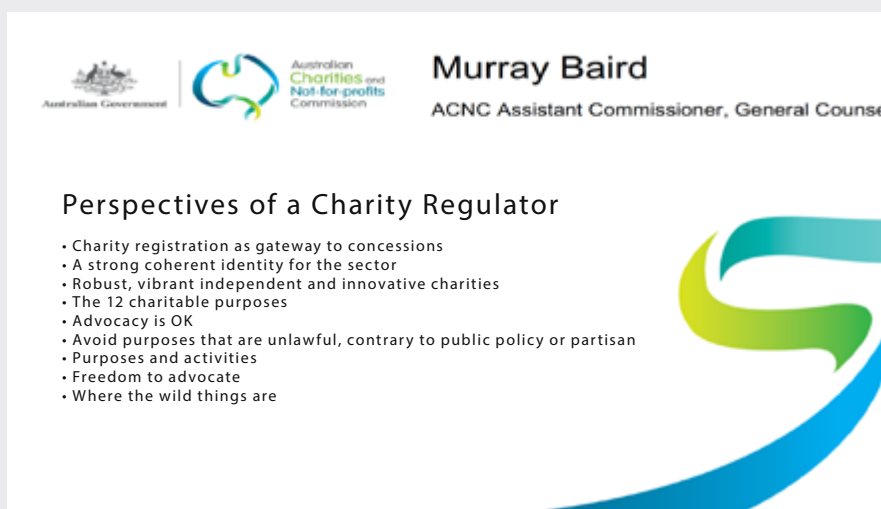 Australian Government
Australian
Charities and
Not-for-profits
Commission
Murray Baird
ACNC Assistant Commissioner, General Counse
Perspectives of a Charity Regulator
• Charity registration as gateway to concessions
• A strong coherent identity for the sector
• Robust, vibrant independent and innovative charities
• The 12 charitable purposes
• Advocacy is OK
• Avoid purposes that are unlawful, contrary to public policy or partisan
• Purposes and activities
• Freedom to advocate
• Where the wild things are